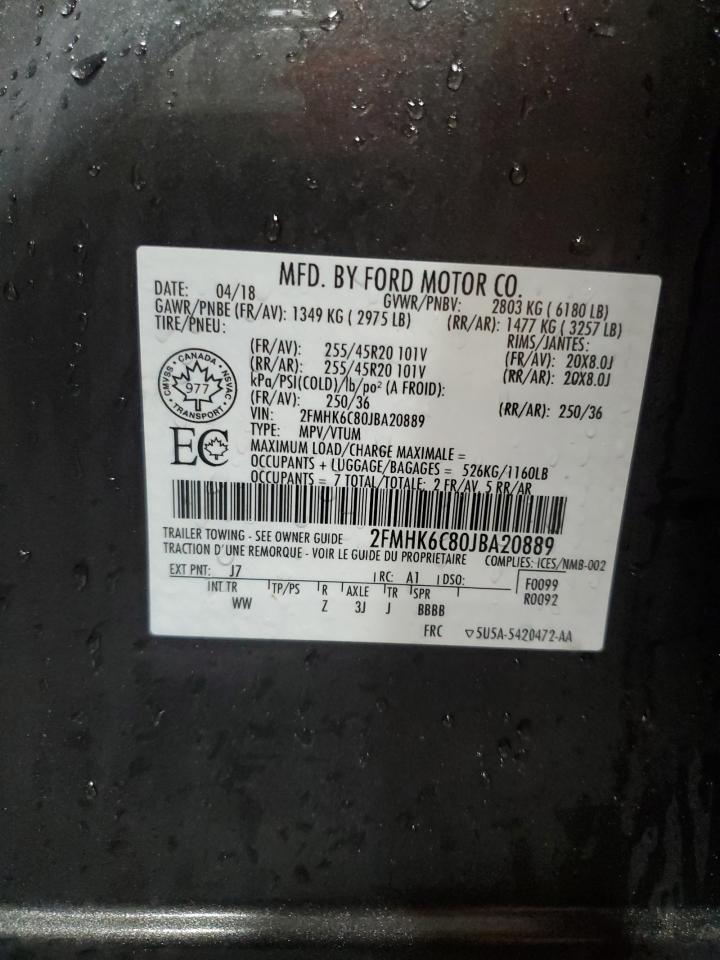 MFD. BY FORD MOTOR CO.
DATE: 04/18 GVWR/PNBV: 2803 KG ( 6180 LB)
GAWR/PNBE (FR/AV): 1349 KG ( 2975 LB) (RR/AR): 1477 KG ( 3257 LB)
TIRE/PNEU: RIMS/JANTES:
(FR/AV): 255/45R20 101V (FR/AV): 20X8.0J
(RR/AR): 255/45R20 101V (RR/AR): 20X8.0J
kPa/PSI(COLD)/lb/po² (A FROID):
(FR/AV): 250/36 (RR/AR): 250/36
VIN: 2FMHK6C80JBA20889
TYPE: MPV/VTUM
MAXIMUM LOAD/CHARGE MAXIMALE =
OCCUPANTS + LUGGAGE/BAGAGES = 526KG/1160LB
OCCUPANTS = 7 TOTAL/TOTALE: 2 FR/AV, 5 RR/AR
CANADA
CMVSS NSVAC
977
TRANSPORT
EC
TRAILER TOWING - SEE OWNER GUIDE 2FMHK6C80JBA20889
TRACTION D'UNE REMORQUE - VOIR LE GUIDE DU PROPRIETAIRE COMPLIES: ICES/NMB-002
EXT PNT: J7 RC: A1 DSO: F0099
INT TR TP/PS R AXLE TR SPR R0092
WW Z 3J J BBBB
FRC ▽5U5A-5420472-AA